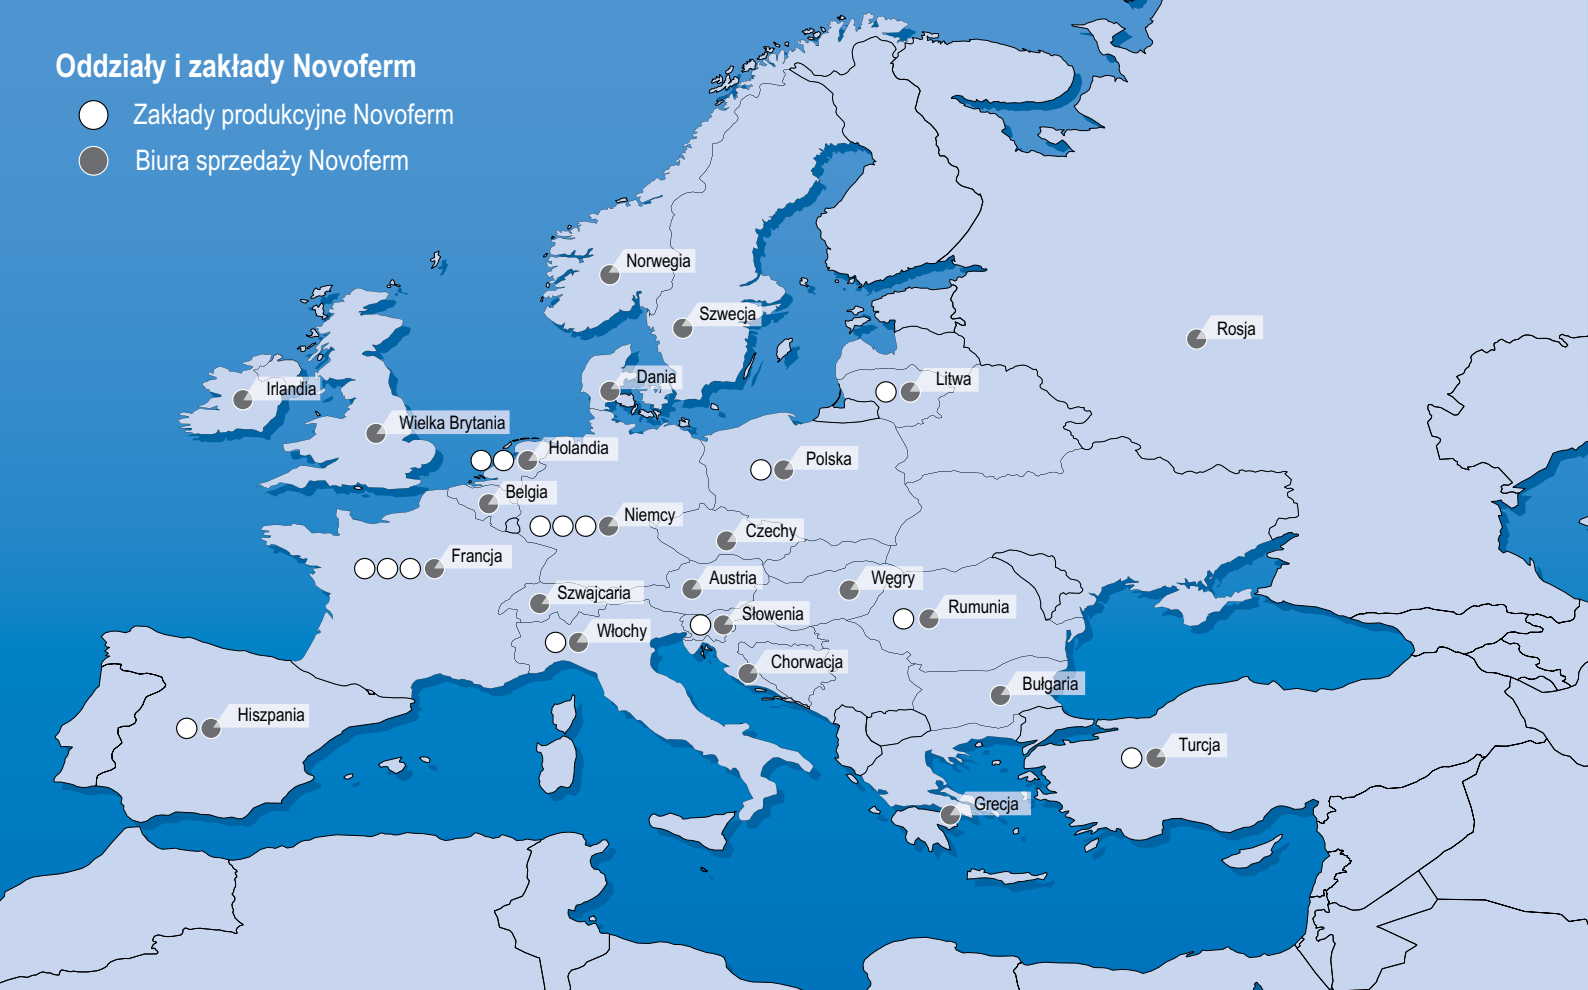 Oddziały i zakłady Novoferm
Zakłady produkcyjne Novoferm
Biura sprzedaży Novoferm
Norwegia
Szwecja
Rosja
Dania
Litwa
Irlandia
Wielka Brytania
Holandia
Polska
Belgia
Niemcy
Czechy
Francja
Austria
Węgry
Szwajcaria
Rumunia
Słowenia
Włochy
Chorwacja
Bułgaria
Hiszpania
Turcja
Grecja